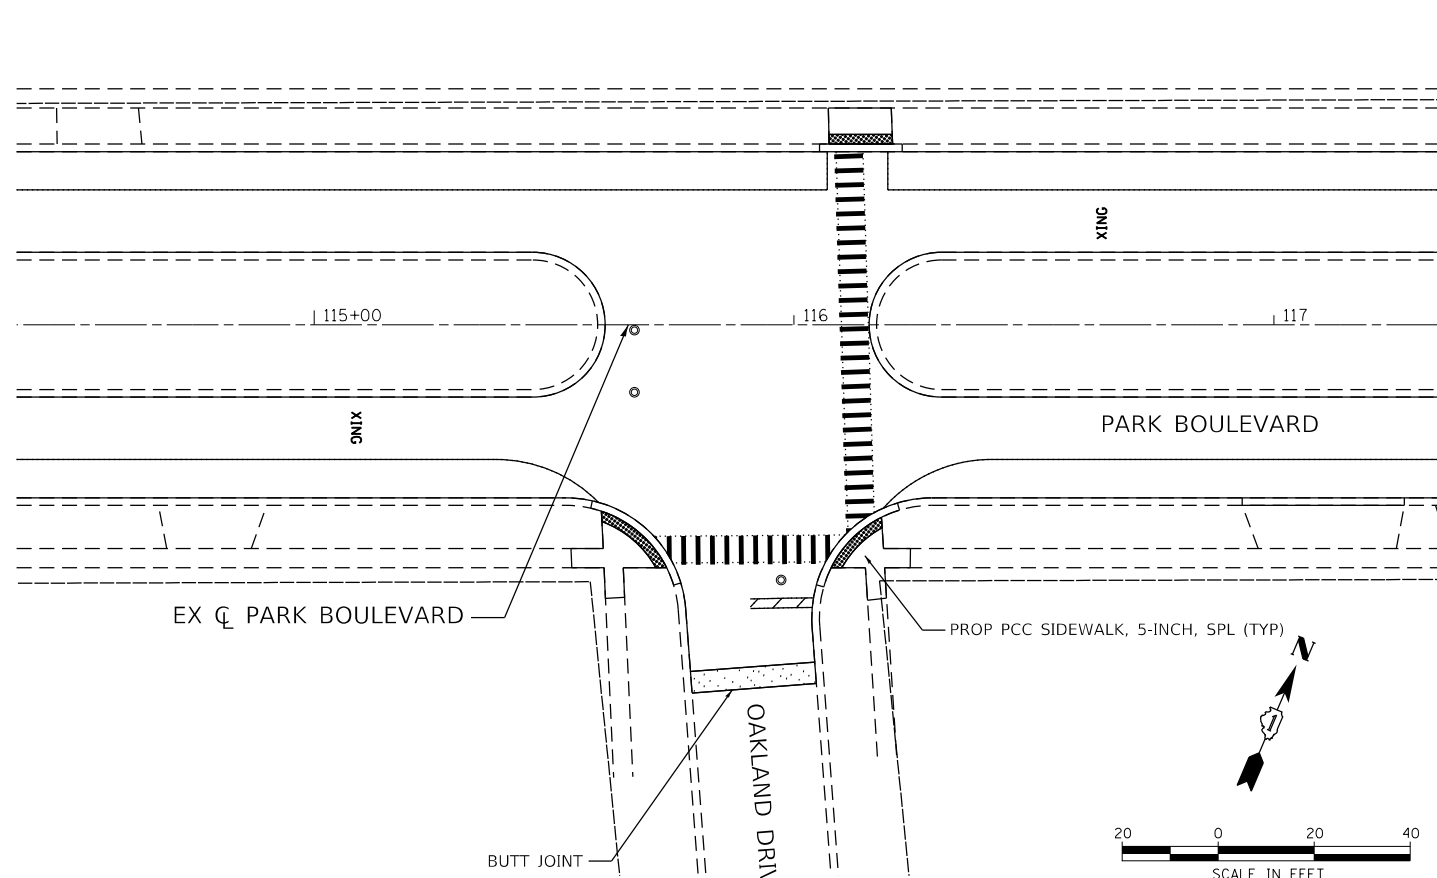 XING
115+00
116
117
XING
PARK BOULEVARD
EX ℄ PARK BOULEVARD
PROP PCC SIDEWALK, 5-INCH, SPL (TYP)
N
OAKLAND DRIV
BUTT JOINT
20 0 20 40
SCALE IN FEET